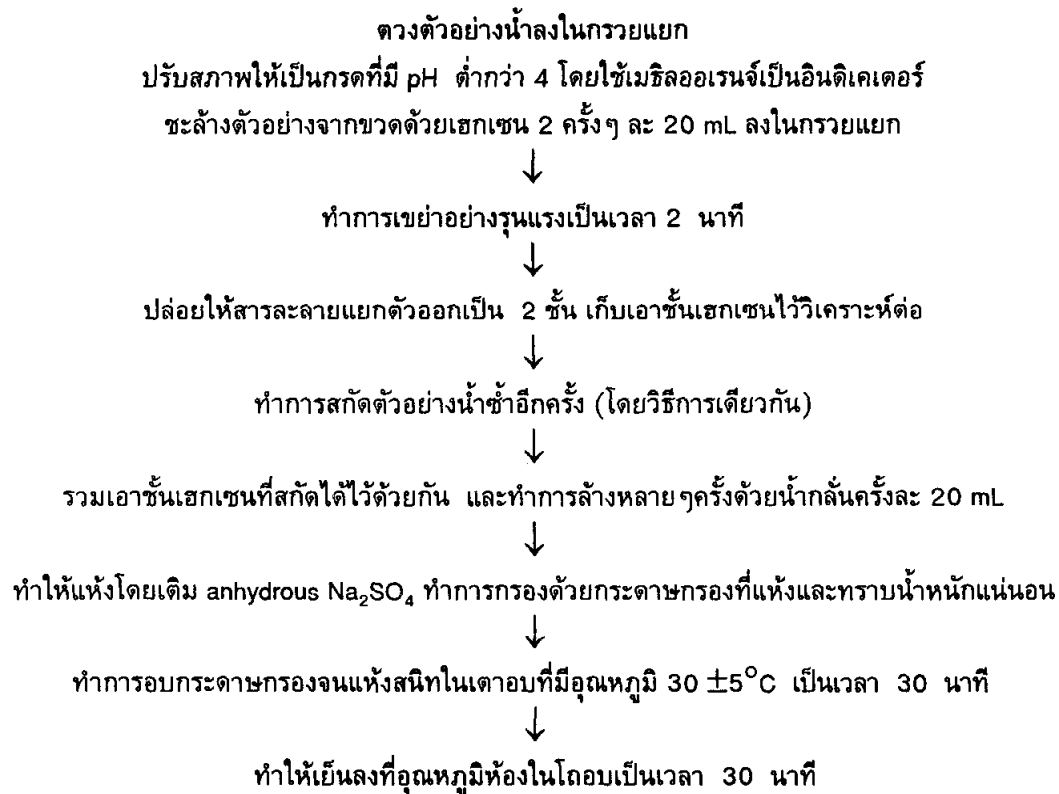 ตวงตัวอย่างน้ำลงในกรวยแยก
ปรับสภาพให้เป็นกรดที่มี pH ต่ำกว่า 4 โดยใช้เมธิลออเรนจ์เป็นอินดิเคเตอร์
ชะล้างตัวอย่างจากขวดด้วยเฮกเซน 2 ครั้งๆ ละ 20 mL ลงในกรวยแยก
↓
ทำการเขย่าอย่างรุนแรงเป็นเวลา 2 นาที
↓
ปล่อยให้สารละลายแยกตัวออกเป็น 2 ชั้น เก็บเอาชั้นเฮกเซนไว้วิเคราะห์ต่อ
↓
ทำการสกัดตัวอย่างน้ำซ้ำอีกครั้ง (โดยวิธีการเดียวกัน)
↓
รวมเอาชั้นเฮกเซนที่สกัดได้ไว้ด้วยกัน และทำการล้างหลายๆครั้งด้วยน้ำกลั่นครั้งละ 20 mL
↓
ทำให้แห้งโดยเติม anhydrous Na₂SO₄ ทำการกรองด้วยกระดาษกรองที่แห้งและทราบน้ำหนักแน่นอน
↓
ทำการอบกระดาษกรองจนแห้งสนิทในเตาอบที่มีอุณหภูมิ 30 ±5°C เป็นเวลา 30 นาที
↓
ทำให้เย็นลงที่อุณหภูมิห้องในโถอบเป็นเวลา 30 นาที